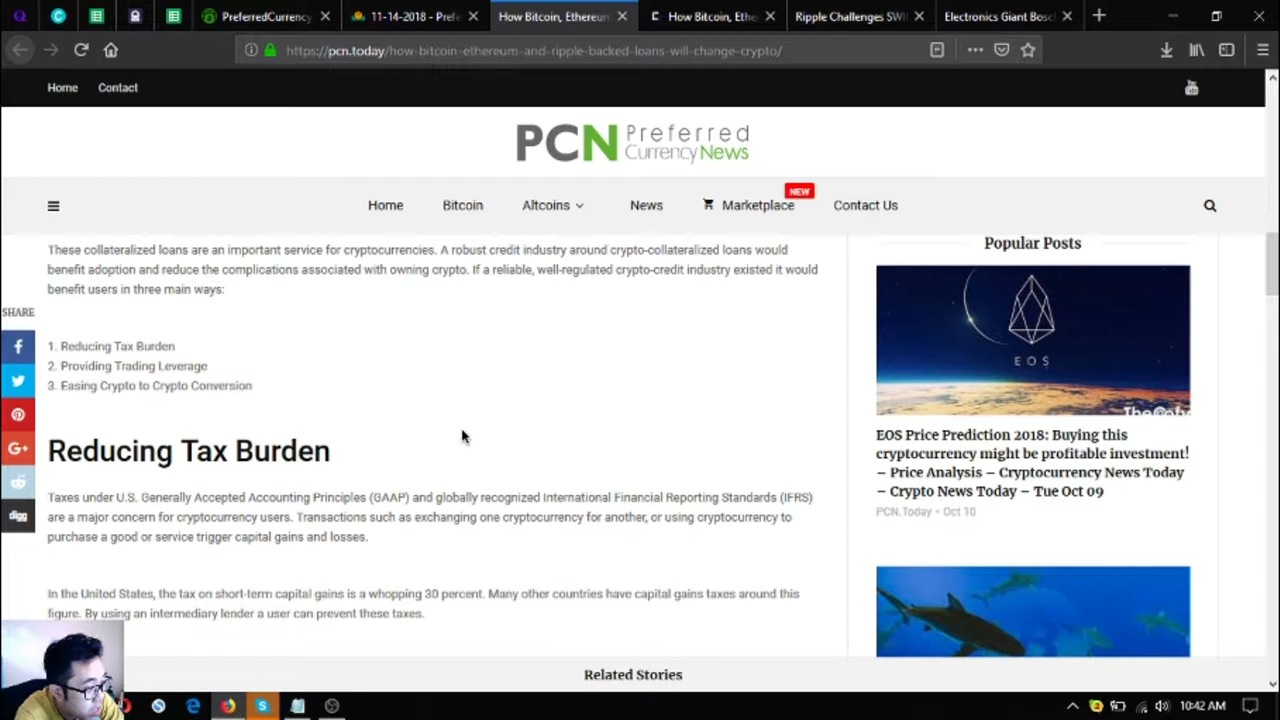 PreferredCurrency
11-14-2018 - Prefe
How Bitcoin, Ethereum
How Bitcoin, Ethe
Ripple Challenges SWI
Electronics Giant Bosc
https://pcn.today/how-bitcoin-ethereum-and-ripple-backed-loans-will-change-crypto/
Home Contact
PCN Preferred
CurrencyNews
NEW
Home Bitcoin Altcoins News Marketplace Contact Us
These collateralized loans are an important service for cryptocurrencies. A robust credit industry around crypto-collateralized loans would
benefit adoption and reduce the complications associated with owning crypto. If a reliable, well-regulated crypto-credit industry existed it would
benefit users in three main ways:
SHARE
1. Reducing Tax Burden
2. Providing Trading Leverage
3. Easing Crypto to Crypto Conversion
Reducing Tax Burden
Taxes under U.S. Generally Accepted Accounting Principles (GAAP) and globally recognized International Financial Reporting Standards (IFRS)
are a major concern for cryptocurrency users. Transactions such as exchanging one cryptocurrency for another, or using cryptocurrency to
purchase a good or service trigger capital gains and losses.
In the United States, the tax on short-term capital gains is a whopping 30 percent. Many other countries have capital gains taxes around this
figure. By using an intermediary lender a user can prevent these taxes.
Popular Posts
EOS
EOS Price Prediction 2018: Buying this
cryptocurrency might be profitable investment!
– Price Analysis – Cryptocurrency News Today
– Crypto News Today – Tue Oct 09
PCN.Today - Oct 10
G+
digg
Related Stories
10:42 AM